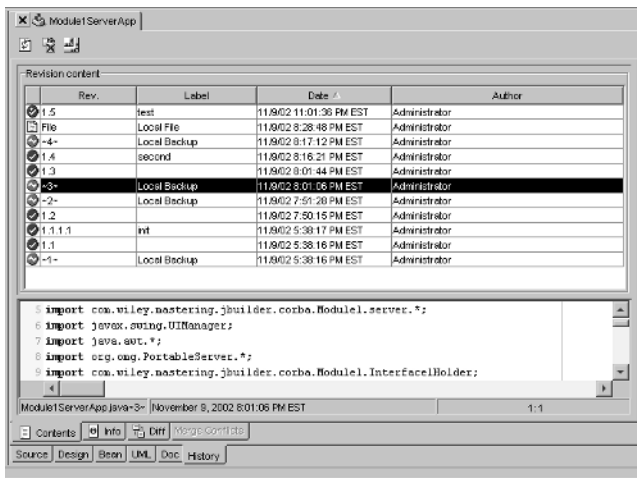 Module1ServerApp
Revision content
Rev. Label Date Author
1.5 test 11/9/02 11:01:36 PM EST Administrator
File Local File 11/9/02 8:28:48 PM EST Administrator
~4~ Local Backup 11/9/02 8:17:12 PM EST Administrator
1.4 second 11/9/02 8:16:21 PM EST Administrator
1.3 11/9/02 8:01:44 PM EST Administrator
~3~ Local Backup 11/9/02 8:01:06 PM EST Administrator
~2~ Local Backup 11/9/02 7:51:28 PM EST Administrator
1.2 11/9/02 7:50:15 PM EST Administrator
1.1.1.1 init 11/9/02 5:38:17 PM EST Administrator
1.1 11/9/02 5:38:16 PM EST Administrator
~1~ Local Backup 11/9/02 5:38:16 PM EST Administrator
5 import com.wiley.mastering.jbuilder.corba.Module1.server.*;
6 import javax.swing.UIManager;
7 import java.awt.*;
8 import org.omg.PortableServer.*;
9 import com.wiley.mastering.jbuilder.corba.Module1.Interface1Holder;
Module1ServerApp.java~3~ November 9, 2002 8:01:06 PM EST 1:1
Contents Info Diff Merge Conflicts
Source Design Bean UML Doc History